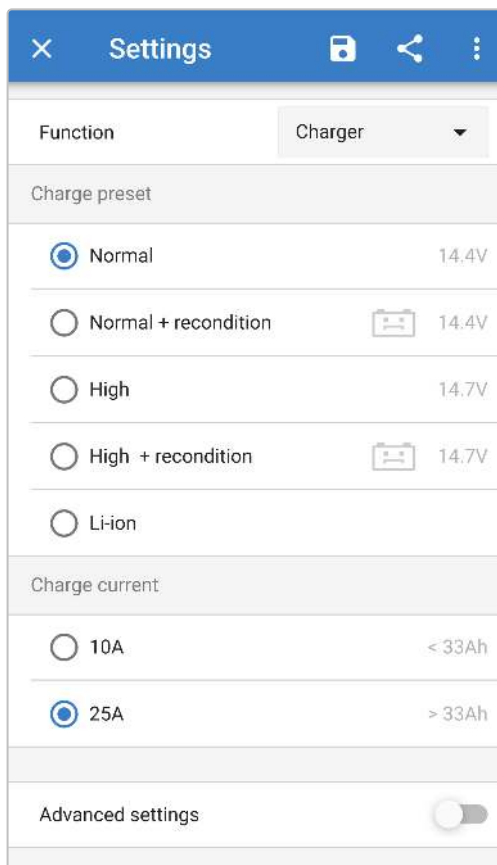 Settings
Function Charger
Charge preset
Normal 14.4V
Normal + recondition 14.4V
High 14.7V
High + recondition 14.7V
Li-ion
Charge current
10A < 33Ah
25A > 33Ah
Advanced settings